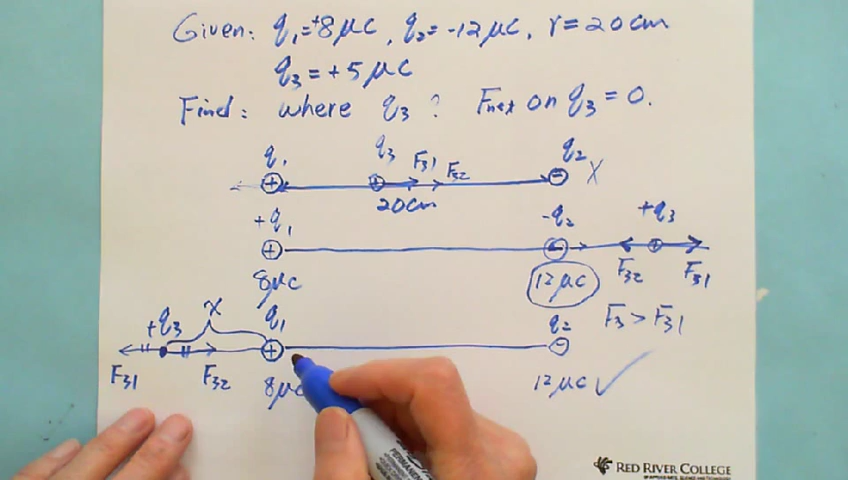 Given: q₁=+8μC, q₂=-12μC, r=20cm
q₃=+5μC
Find: where q₃? Fnet on q₃=0.
q₁ q₃ F₃₁ F₃₂ q₂ X
+ + 20cm -
+q₁ -q₂ +q₃
+ - + F₃₂ F₃₁
8μC 12μC
F₃>F₃₁
+q₃ X q₁ q₂
+ -
F₃₁ F₃₂ 8μC 12μC ✓
RED RIVER COLLEGE